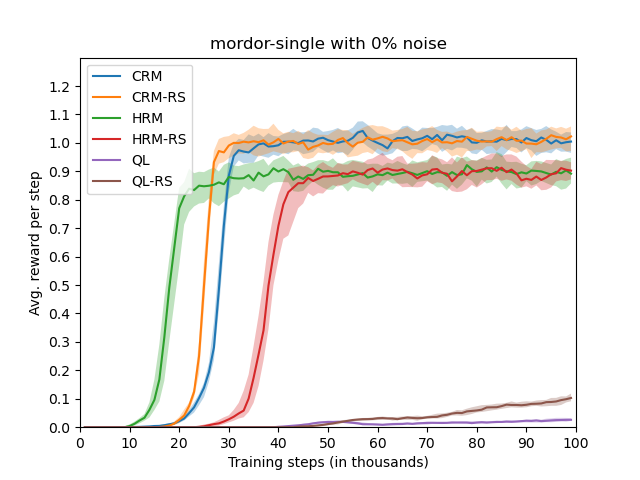 mordor-single with 0% noise
CRM
CRM-RS
HRM
HRM-RS
QL
QL-RS
Avg. reward per step
1.2
1.1
1.0
0.9
0.8
0.7
0.6
0.5
0.4
0.3
0.2
0.1
0.0
0 10 20 30 40 50 60 70 80 90 100
Training steps (in thousands)